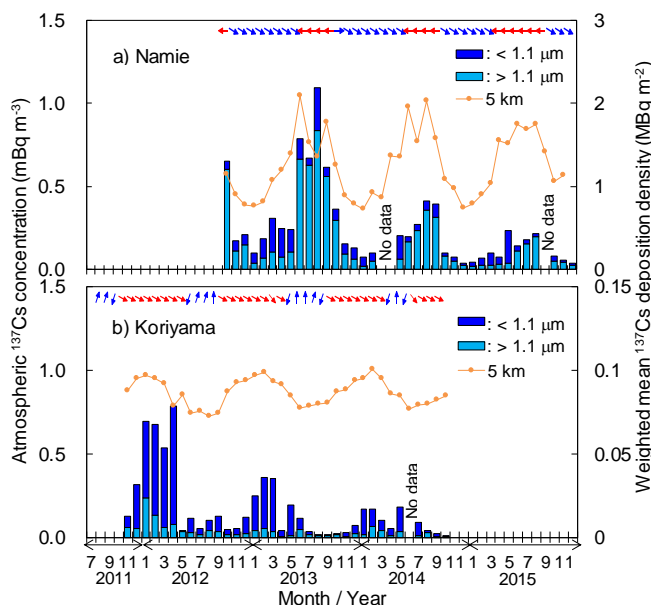 a) Namie
: < 1.1 μm
: > 1.1 μm
5 km
No data
No data
1.5
1.0
0.5
0.0
3
2
1
0
b) Koriyama
: < 1.1 μm
: > 1.1 μm
5 km
No data
1.5
1.0
0.5
0.0
0.15
0.1
0.05
0
Atmospheric ¹³⁷Cs concentration (mBq m⁻³)
Weighted mean ¹³⁷Cs deposition density (MBq m⁻²)
7 9 11 1 3 5 7 9 11 1 3 5 7 9 11 1 3 5 7 9 11 1 3 5 7 9 11
2011 2012 2013 2014 2015
Month / Year